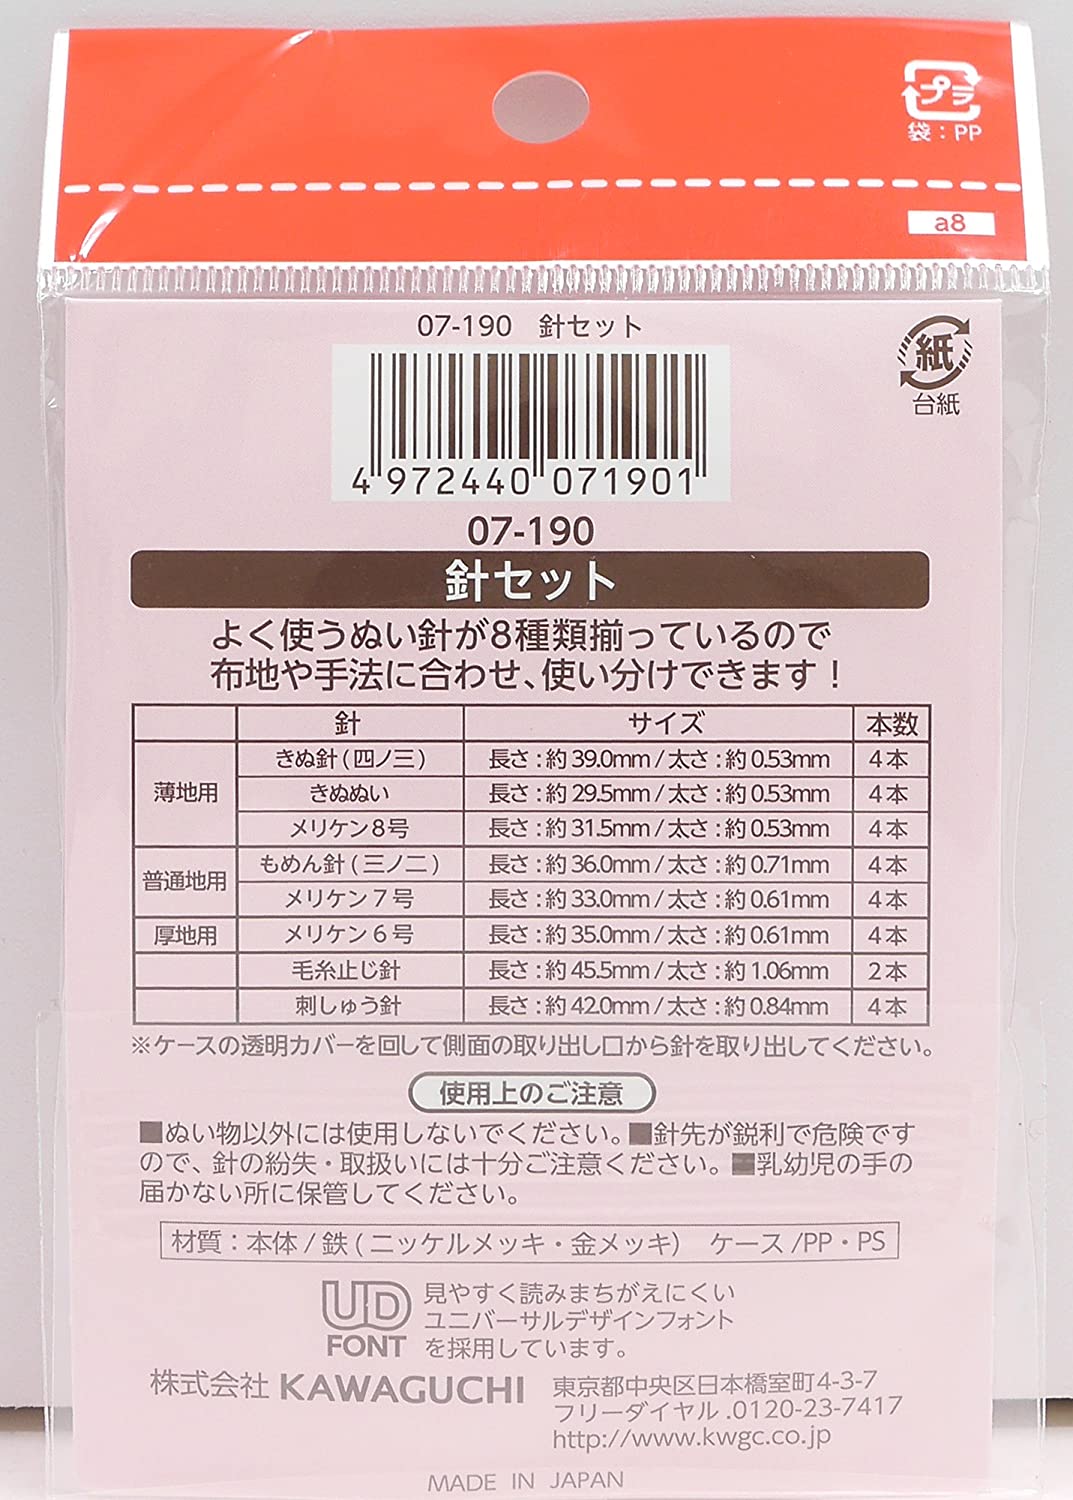 プラ
袋：PP
a8
07-190 針セット
紙
台紙
4 972440 071901
07-190
針セット
よく使うぬい針が8種類揃っているので
布地や手法に合わせ、使い分けできます！
針 サイズ 本数
薄地用 きぬ針(四ノ三) 長さ:約39.0mm/太さ:約0.53mm 4本
きぬぬい 長さ:約29.5mm/太さ:約0.53mm 4本
メリケン8号 長さ:約31.5mm/太さ:約0.53mm 4本
普通地用 もめん針(三ノ二) 長さ:約36.0mm/太さ:約0.71mm 4本
メリケン7号 長さ:約33.0mm/太さ:約0.61mm 4本
厚地用 メリケン6号 長さ:約35.0mm/太さ:約0.61mm 4本
毛糸止じ針 長さ:約45.5mm/太さ:約1.06mm 2本
刺しゅう針 長さ:約42.0mm/太さ:約0.84mm 4本
※ケースの透明カバーを回して側面の取り出し口から針を取り出してください。
使用上のご注意
■ぬい物以外には使用しないでください。■針先が鋭利で危険です
ので、針の紛失・取扱いには十分ご注意ください。■乳幼児の手の
届かない所に保管してください。
材質：本体/鉄(ニッケルメッキ・金メッキ) ケース/PP・PS
UD FONT
見やすく読みまちがえにくい
ユニバーサルデザインフォント
を採用しています。
株式会社 KAWAGUCHI
東京都中央区日本橋室町4-3-7
フリーダイヤル.0120-23-7417
http://www.kwgc.co.jp
MADE IN JAPAN